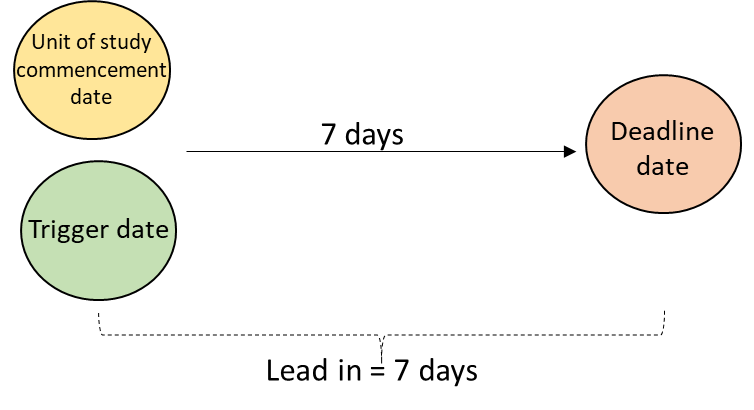 Unit of study
commencement
date
7 days
Deadline
date
Trigger date
Lead in = 7 days